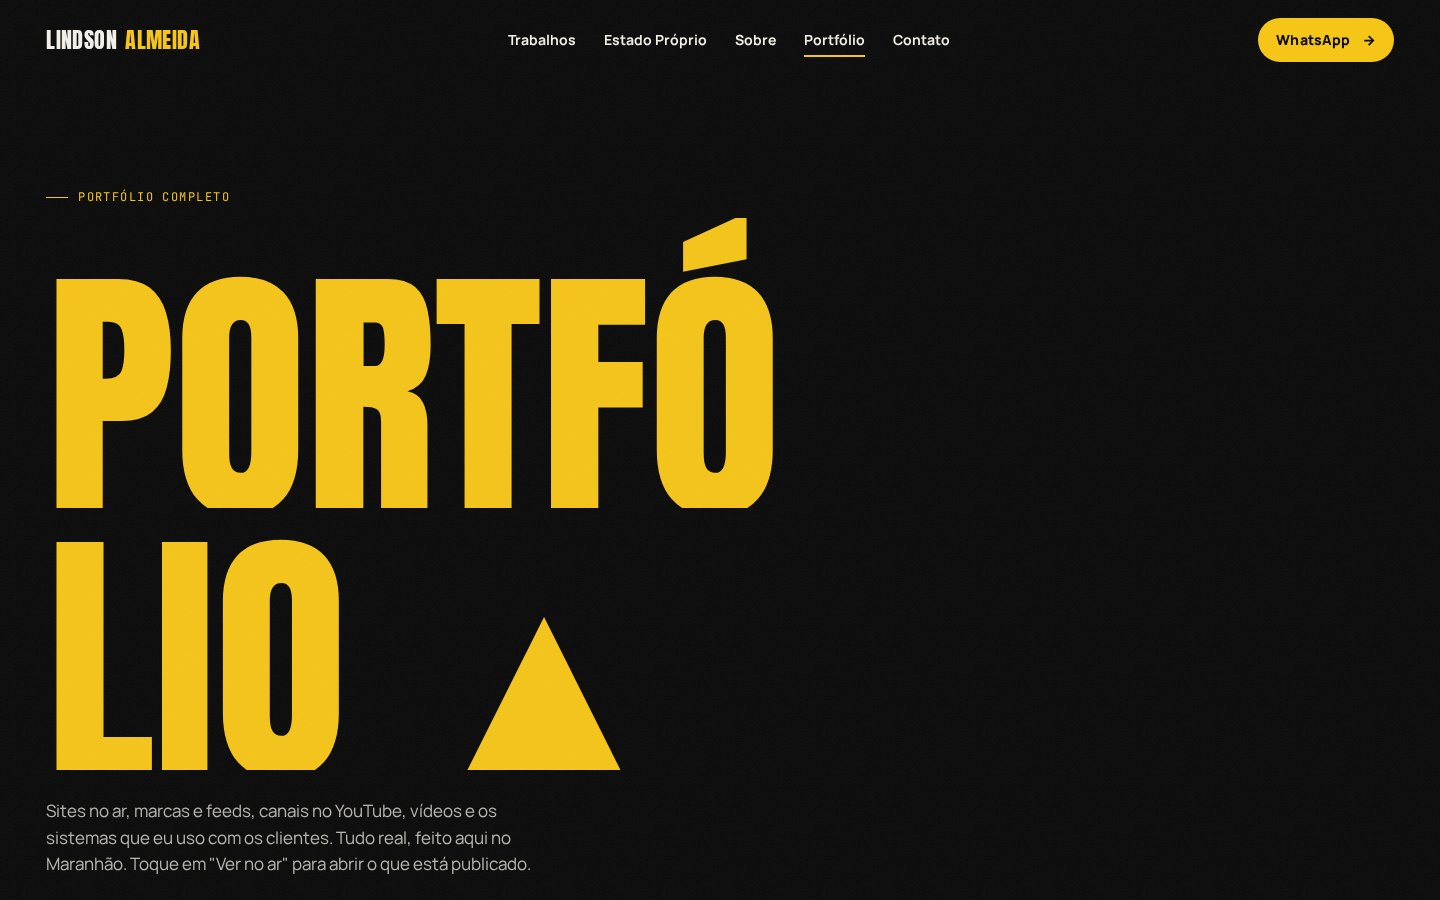 LINDSON ALMEIDA
Trabalhos
Estado Próprio
Sobre
Portfólio
Contato
WhatsApp →
PORTFÓLIO COMPLETO
PORTFÓ
LIO
Sites no ar, marcas e feeds, canais no YouTube, vídeos e os
sistemas que eu uso com os clientes. Tudo real, feito aqui no
Maranhão. Toque em "Ver no ar" para abrir o que está publicado.